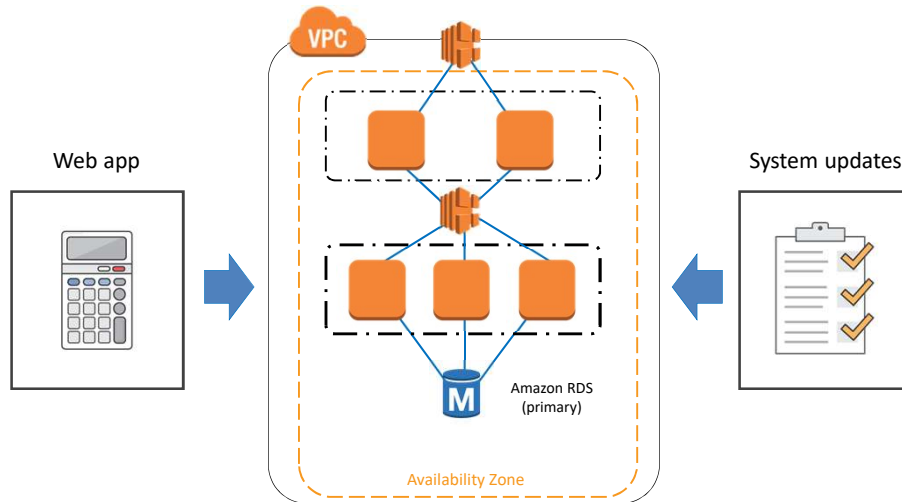 VPC
Web app
System updates
M
Amazon RDS
(primary)
Availability Zone